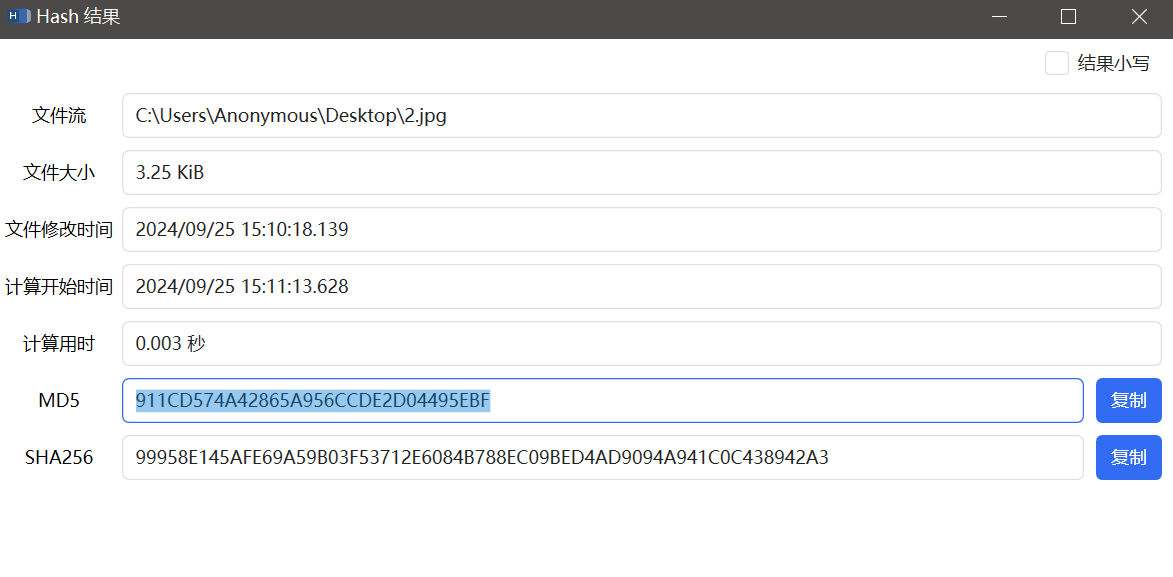 Hash 结果
结果小写
文件流 C:\Users\Anonymous\Desktop\2.jpg
文件大小 3.25 KiB
文件修改时间 2024/09/25 15:10:18.139
计算开始时间 2024/09/25 15:11:13.628
计算用时 0.003 秒
MD5 911CD574A42865A956CCDE2D04495EBF 复制
SHA256 99958E145AFE69A59B03F53712E6084B788EC09BED4AD9094A941C0C438942A3 复制